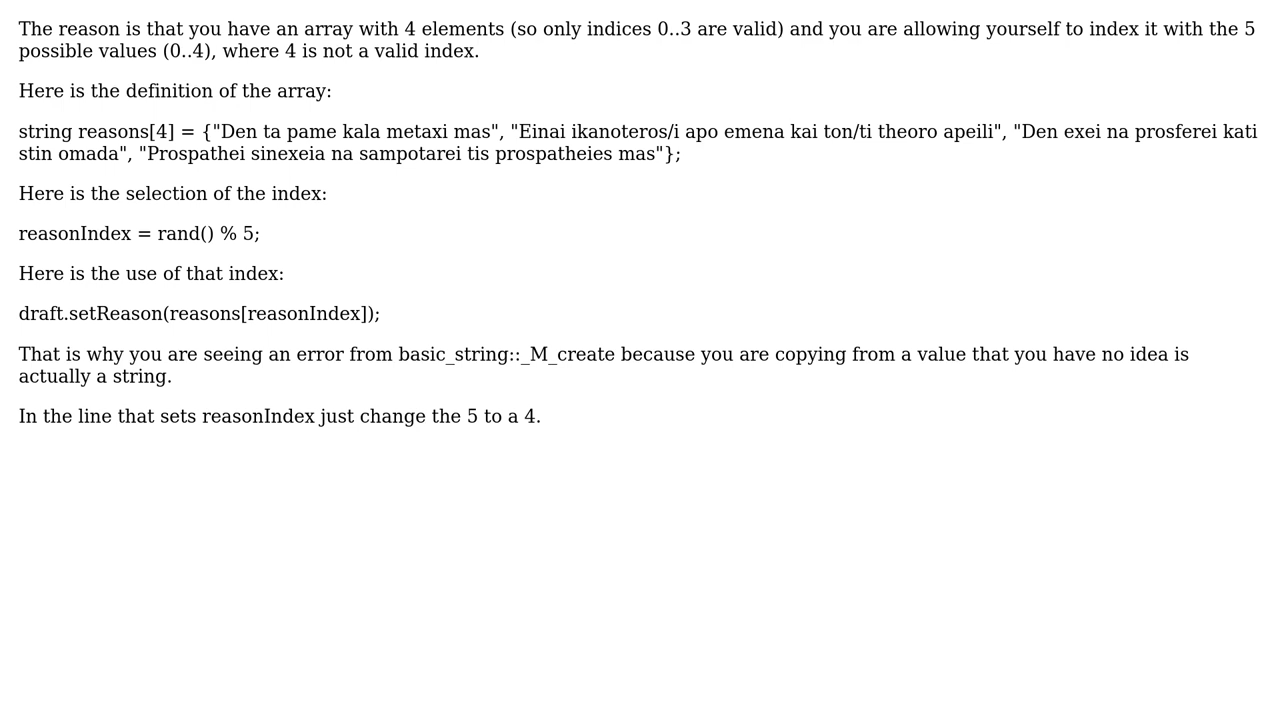 The reason is that you have an array with 4 elements (so only indices 0..3 are valid) and you are allowing yourself to index it with the 5
possible values (0..4), where 4 is not a valid index.
Here is the definition of the array:
string reasons[4] = {"Den ta pame kala metaxi mas", "Einai ikanoteros/i apo emena kai ton/ti theoro apeili", "Den exei na prosferei kati
stin omada", "Prospathei sinexeia na sampotarei tis prospatheies mas"};
Here is the selection of the index:
reasonIndex = rand() % 5;
Here is the use of that index:
draft.setReason(reasons[reasonIndex]);
That is why you are seeing an error from basic_string::_M_create because you are copying from a value that you have no idea is
actually a string.
In the line that sets reasonIndex just change the 5 to a 4.